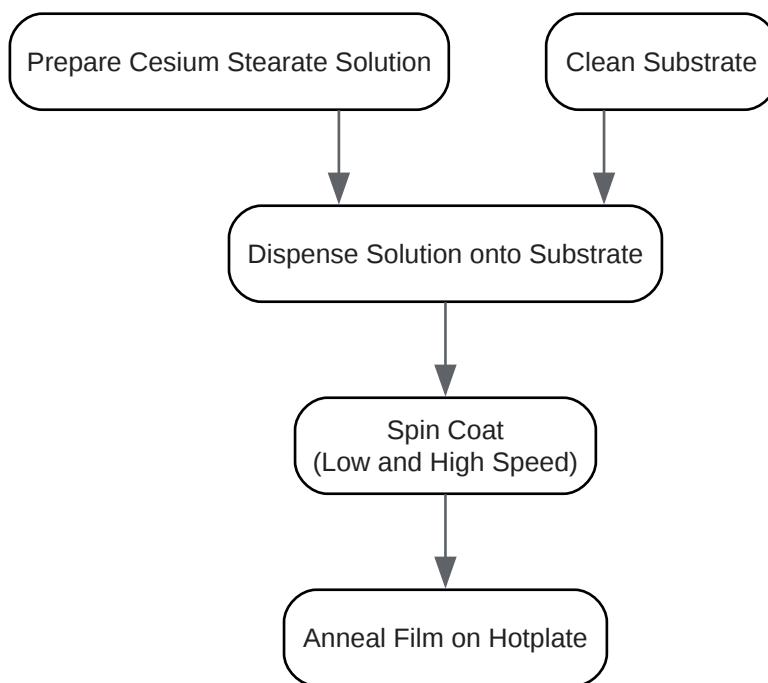 Prepare Cesium Stearate Solution
Clean Substrate
Dispense Solution onto Substrate
Spin Coat
(Low and High Speed)
Anneal Film on Hotplate